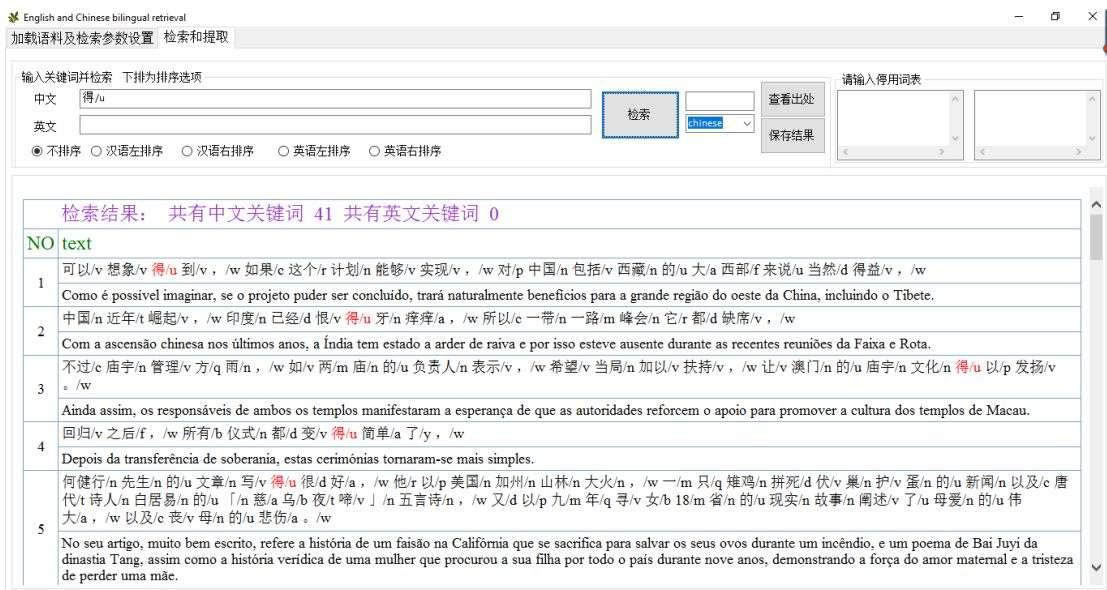 English and Chinese bilingual retrieval
加载语料及检索参数设置 检索和提取
输入关键词并检索 下排为排序选项
请输入停用词表
中文 得/u
英文
检索
chinese
查看出处
保存结果
不排序 汉语左排序 汉语右排序 英语左排序 英语右排序
检索结果： 共有中文关键词 41 共有英文关键词 0
NO text
1
可以/v 想象/v 得/u 到/v ，/w 如果/c 这个/r 计划/n 能够/v 实现/v ，/w 对/p 中国/n 包括/v 西藏/n 的/u 大/a 西部/f 来说/u 当然/d 得益/v ，/w
Como é possível imaginar, se o projeto puder ser concluído, trará naturalmente benefícios para a grande região do oeste da China, incluindo o Tibete.
2
中国/n 近年/t 崛起/v ，/w 印度/n 已经/d 恨/v 得/u 牙/n 痒痒/a ，/w 所以/c 一带/n 一路/m 峰会/n 它/r 都/d 缺席/v ，/w
Com a ascensão chinesa nos últimos anos, a Índia tem estado a arder de raiva e por isso esteve ausente durante as recentes reuniões da Faixa e Rota.
3
不过/c 庙宇/n 管理/v 方/q 雨/n ，/w 如/v 两/m 庙/n 的/u 负责人/n 表示/v ，/w 希望/v 当局/n 加以/v 扶持/v ，/w 让/v 澳门/n 的/u 庙宇/n 文化/n 得/u 以/p 发扬/v
。/w
Ainda assim, os responsáveis de ambos os templos manifestaram a esperança de que as autoridades reforcem o apoio para promover a cultura dos templos de Macau.
4
回归/v 之后/f ，/w 所有/b 仪式/n 都/d 变/v 得/u 简单/a 了/y ，/w
Depois da transferência de soberania, estas cerimónias tornaram-se mais simples.
5
何健行/n 先生/n 的/u 文章/n 写/v 得/u 很/d 好/a ，/w 他/r 以/p 美国/n 加州/n 山林/n 大火/n ，/w 一/m 只/q 雉鸡/n 拼死/d 伏/v 巢/n 护/v 蛋/n 的/u 新闻/n 以及/c 唐
代/t 诗人/n 白居易/n 的/u 「/n 慈/a 乌/b 夜/t 啼/v 」/n 五言诗/n ，/w 又/d 以/p 九/m 年/q 寻/v 女/b 18/m 省/n 的/u 现实/n 故事/n 阐述/v 了/u 母爱/n 的/u 伟
大/a ，/w 以及/c 丧/v 母/n 的/u 悲伤/a 。/w
No seu artigo, muito bem escrito, refere a história de um faisão na Califórnia que se sacrifica para salvar os seus ovos durante um incêndio, e um poema de Bai Juyi da
dinastia Tang, assim como a história verídica de uma mulher que procurou a sua filha por todo o país durante nove anos, demonstrando a força do amor maternal e a tristeza
de perder uma mãe.